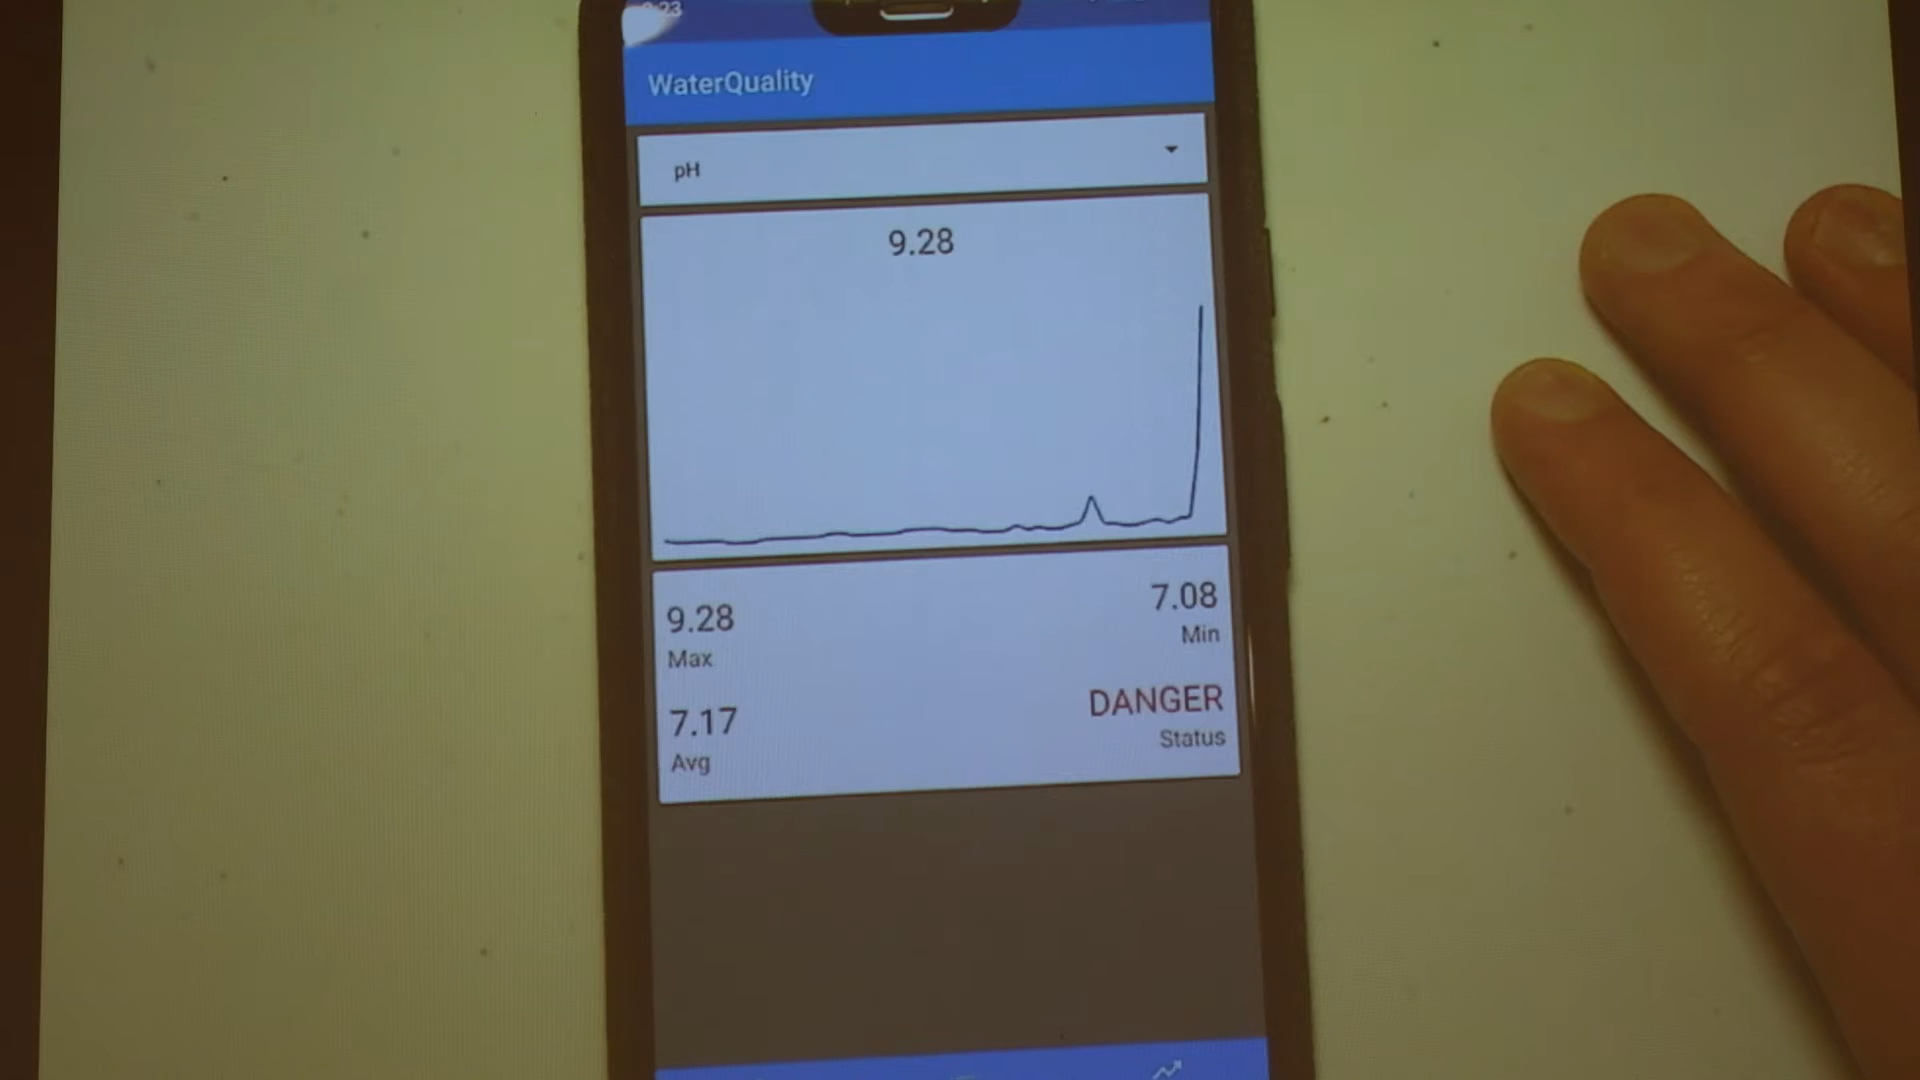 WaterQuality
pH
9.28
9.28
Max
7.08
Min
7.17
Avg
DANGER
Status